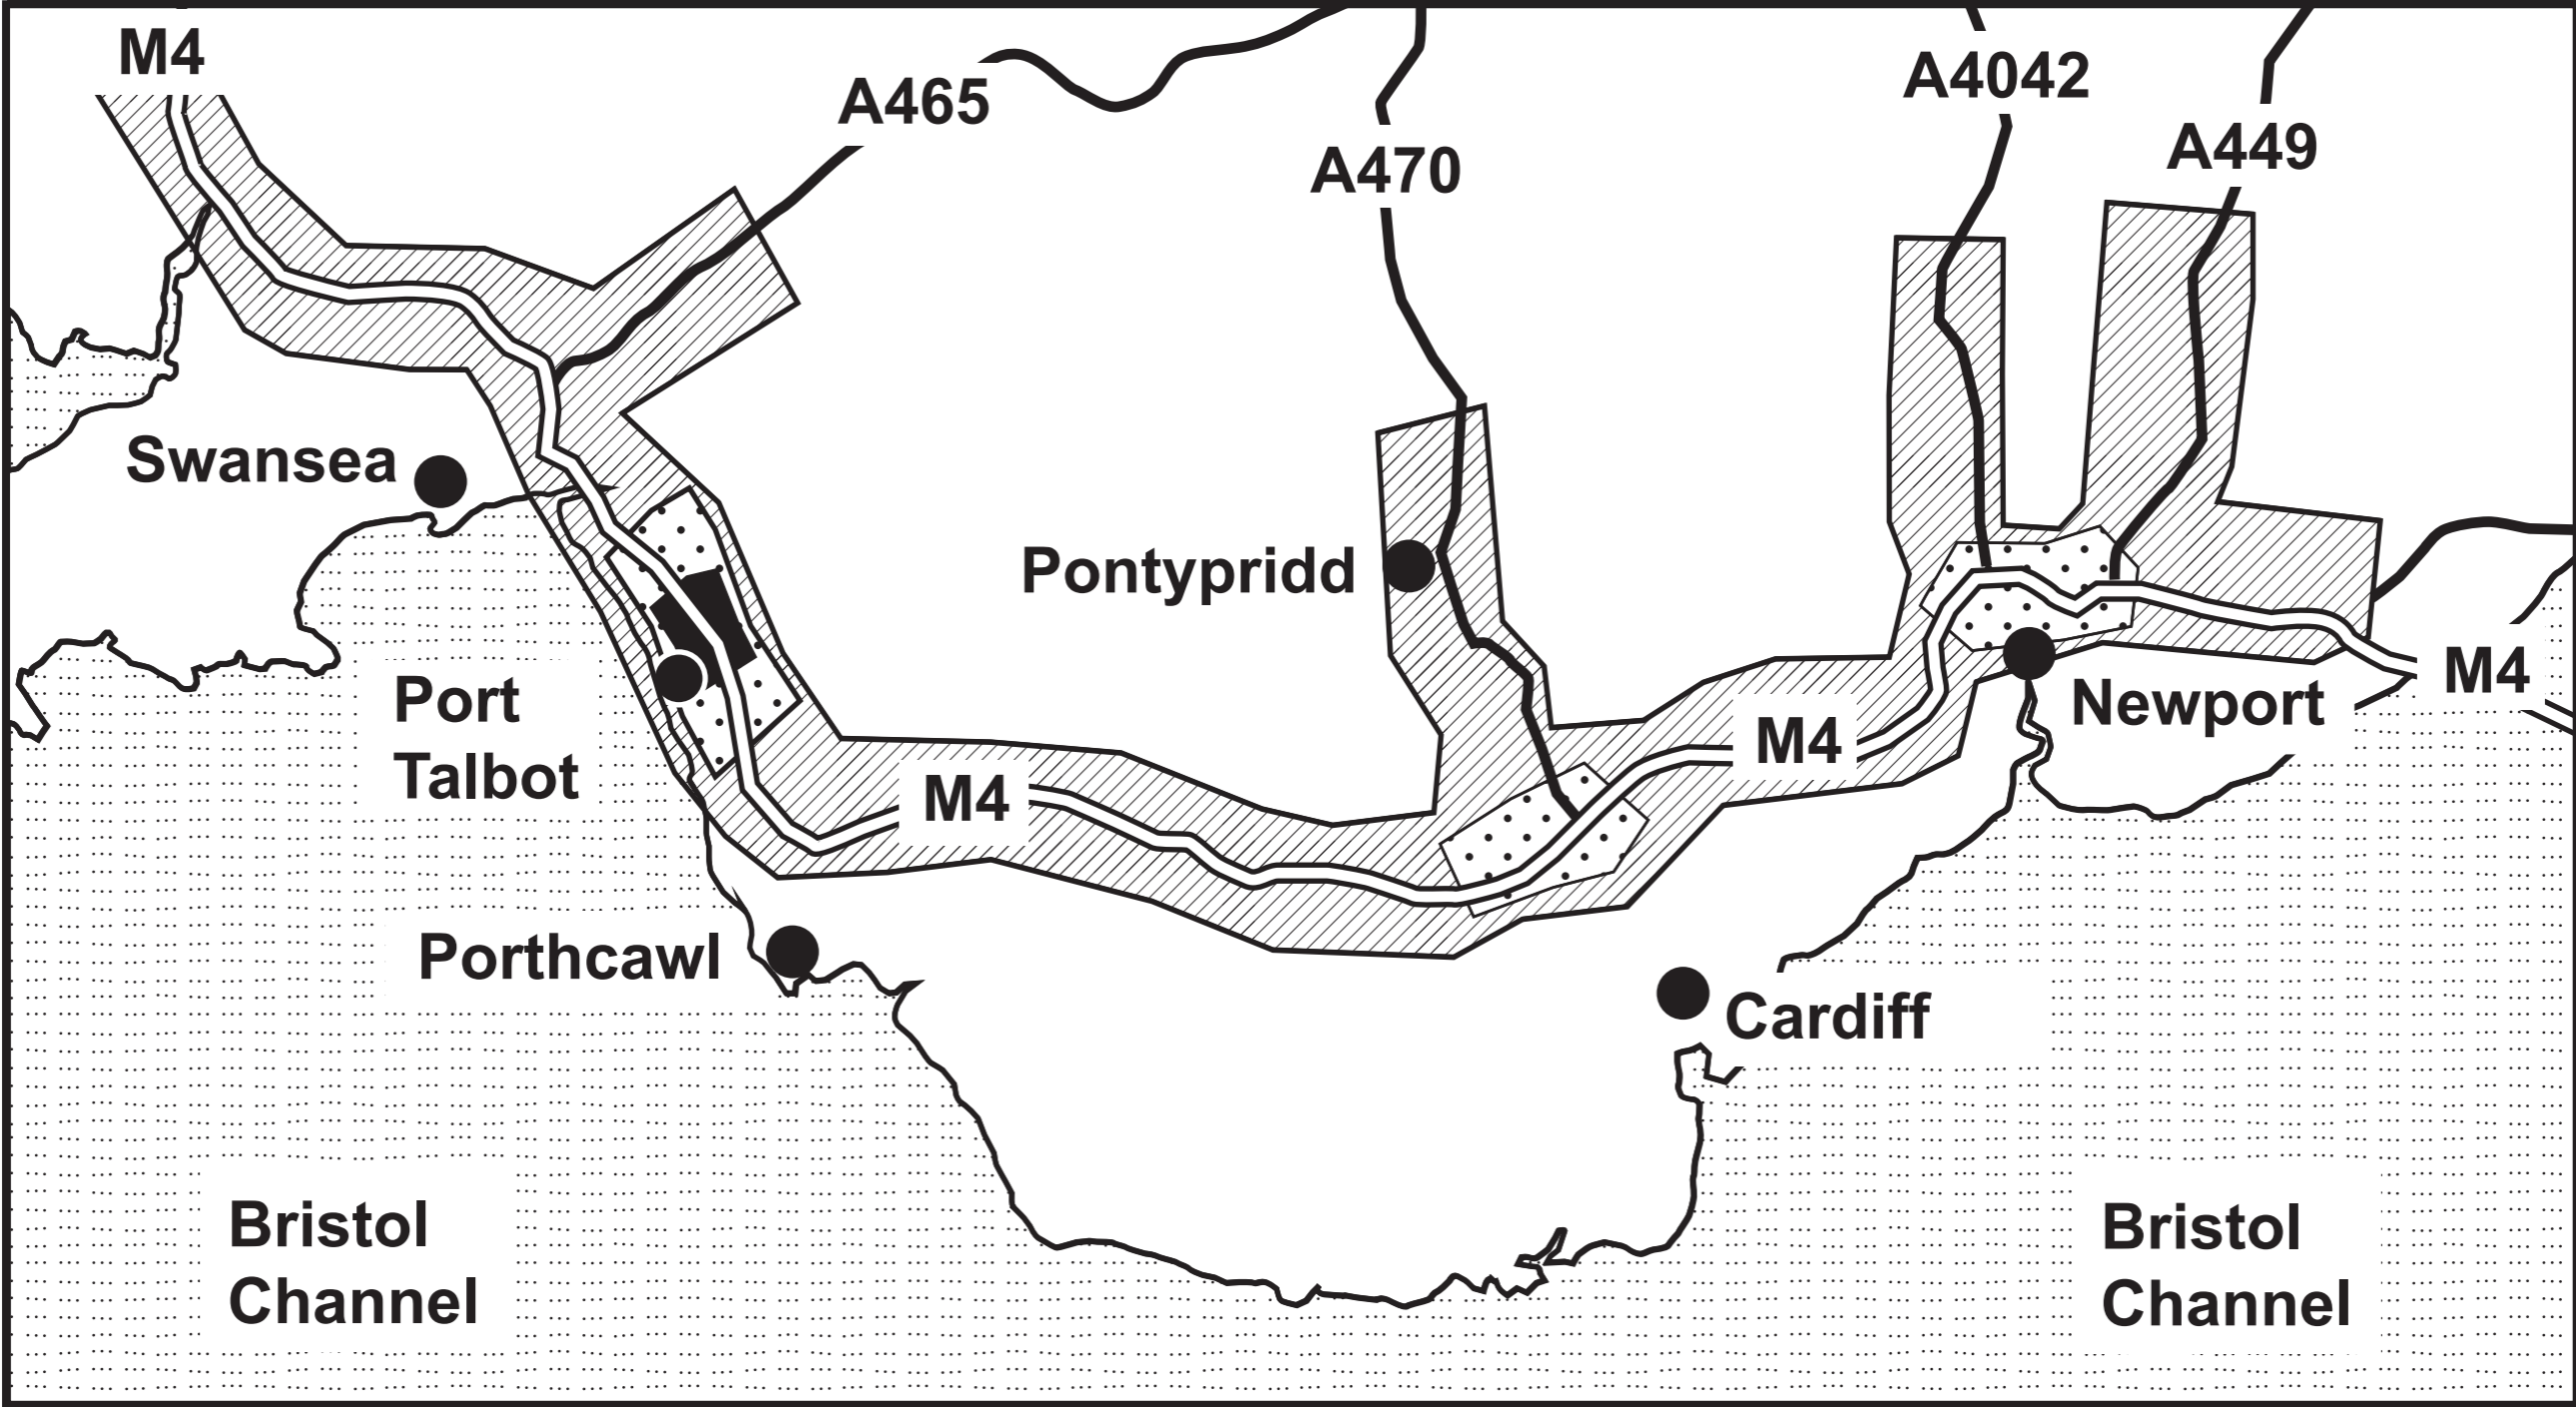 M4
A465
A4042
A470
A449
Swansea
Pontypridd
Port
Talbot
M4
Newport
M4
M4
Porthcawl
Cardiff
Bristol
Channel
Bristol
Channel